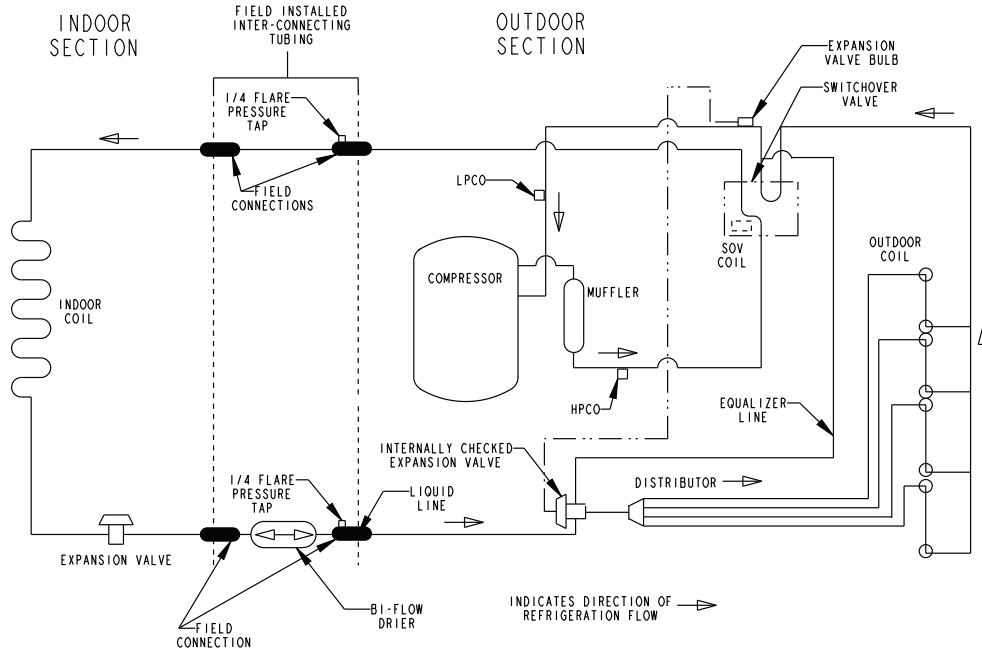 INDOOR
SECTION
FIELD INSTALLED
INTER-CONNECTING
TUBING
OUTDOOR
SECTION
EXPANSION
VALVE BULB
SWITCHOVER
VALVE
1/4 FLARE
PRESSURE
TAP
FIELD
CONNECTIONS
LPCO
SOV
COIL
OUTDOOR
COIL
COMPRESSOR
MUFFLER
INDOOR
COIL
HPCO
EQUALIZER
LINE
INTERNALLY CHECKED
EXPANSION VALVE
1/4 FLARE
PRESSURE
TAP
LIQUID
LINE
DISTRIBUTOR
EXPANSION VALVE
BI-FLOW
DRIER
INDICATES DIRECTION OF
REFRIGERATION FLOW
FIELD
CONNECTION